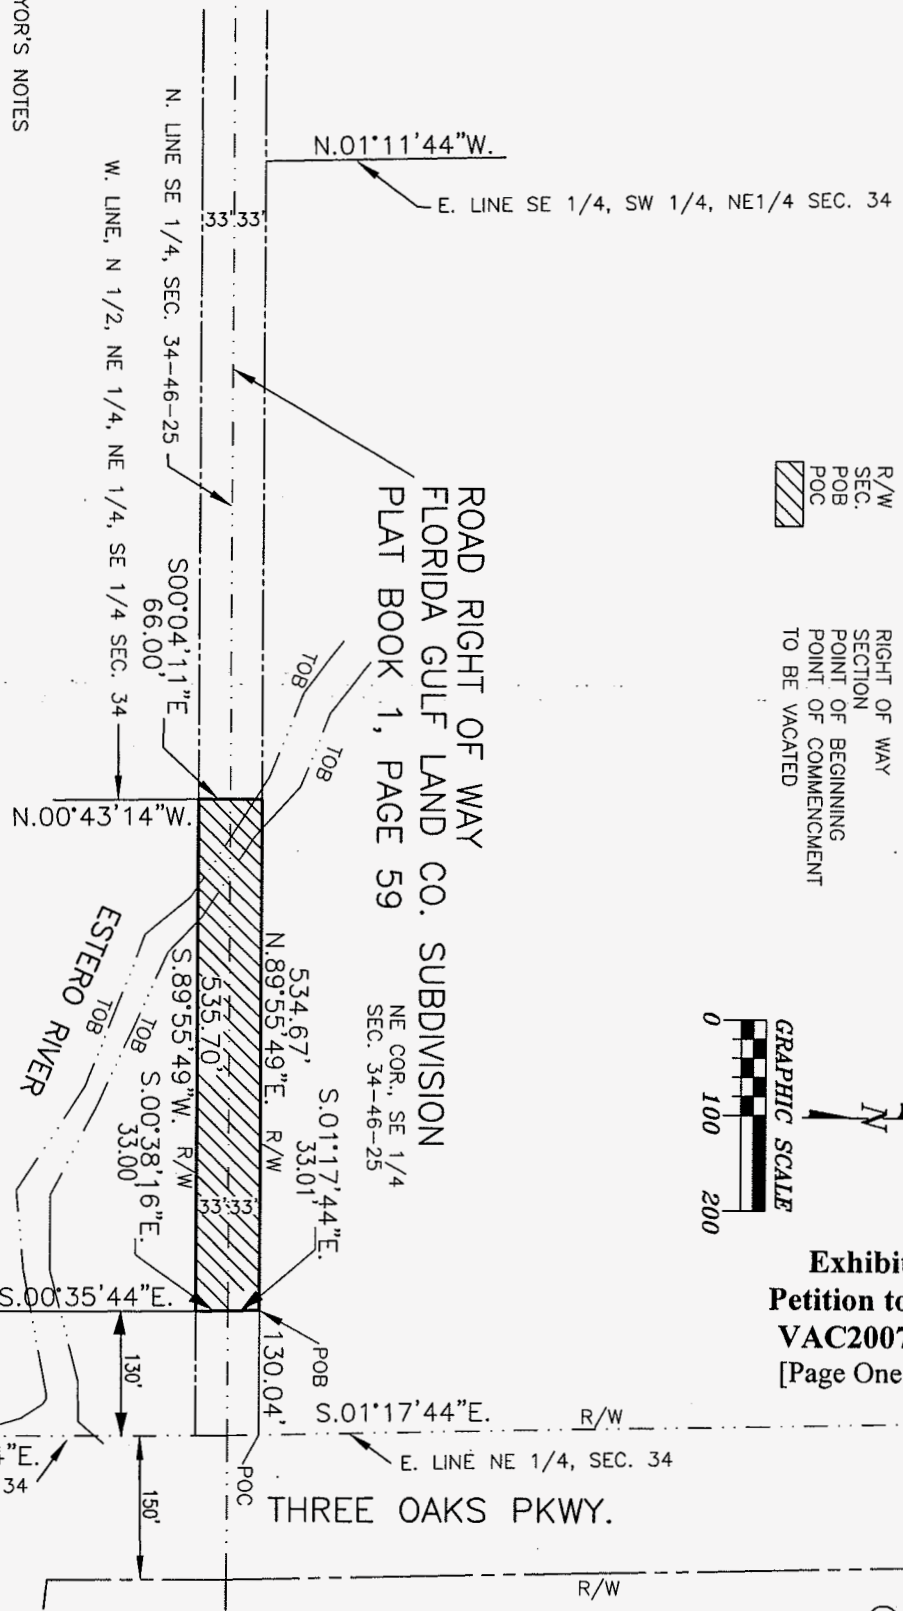 YOR'S NOTES
N.01°11'44"W.
E. LINE SE 1/4, SW 1/4, NE1/4 SEC. 34
33' 33'
N. LINE SE 1/4, SEC. 34-46-25
W. LINE, N 1/2, NE 1/4, NE 1/4, SE 1/4 SEC. 34
R/W
SEC.
POB
POC
RIGHT OF WAY
SECTION
POINT OF BEGINNING
POINT OF COMMENCMENT
TO BE VACATED
ROAD RIGHT OF WAY
FLORIDA GULF LAND CO. SUBDIVISION
PLAT BOOK 1, PAGE 59
S00°04'11"E
66.00'
TOB
TOB
N.00°43'14"W.
ESTERO RIVER
TOB
TOB
534.67'
N.89°55'49"E. R/W
535.70'
S.89°55'49"W. R/W
NE COR., SE 1/4
SEC. 34-46-25
S.01°17'44"E.
33.01'
S.00°38'16"E.
33.00'
33' 33'
N
GRAPHIC SCALE
0
100
200
Exhibit
Petition to
VAC2007
[Page One
S.00°35'44"E.
130'
POB
130.04'
S.01°17'44"E.
R/W
E. LINE NE 1/4, SEC. 34
4"E.
34
POC
150'
THREE OAKS PKWY.
R/W